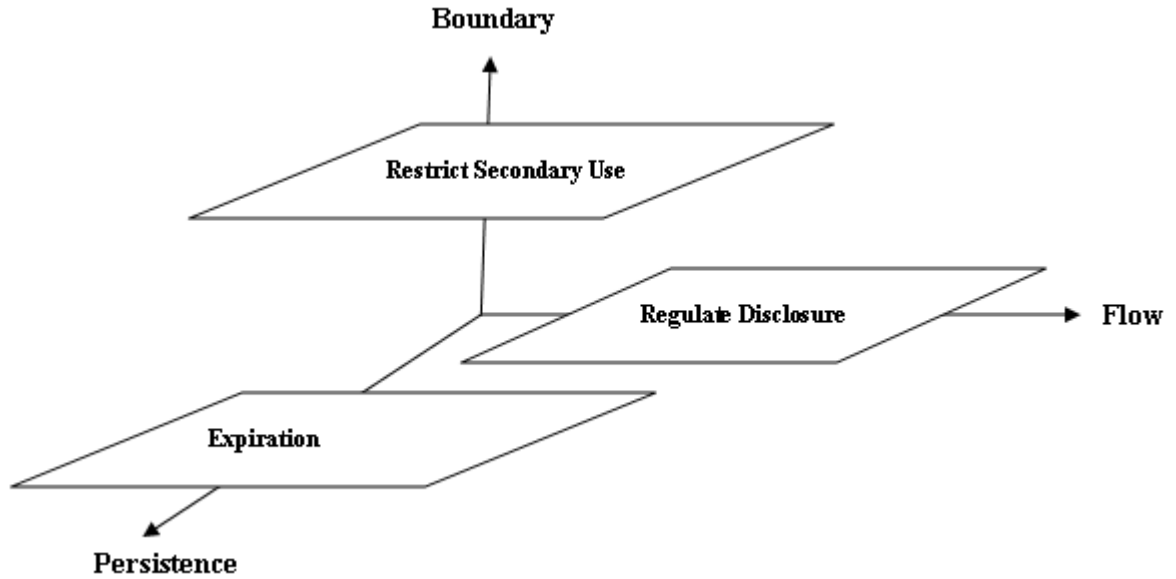 Boundary
Restrict Secondary Use
Regulate Disclosure
Flow
Expiration
Persistence